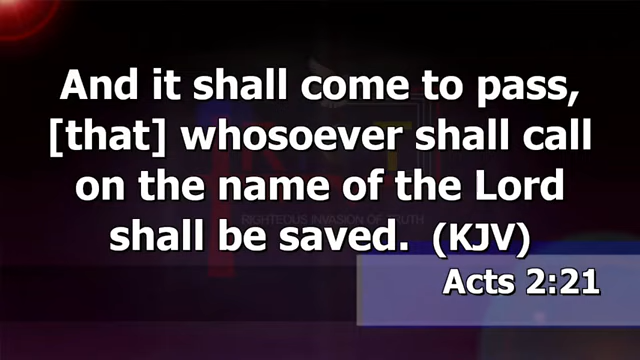 And it shall come to pass,
[that] whosoever shall call
on the name of the Lord
RIGHTEOUS INVASION OF TRUTH
shall be saved. (KJV)
Acts 2:21